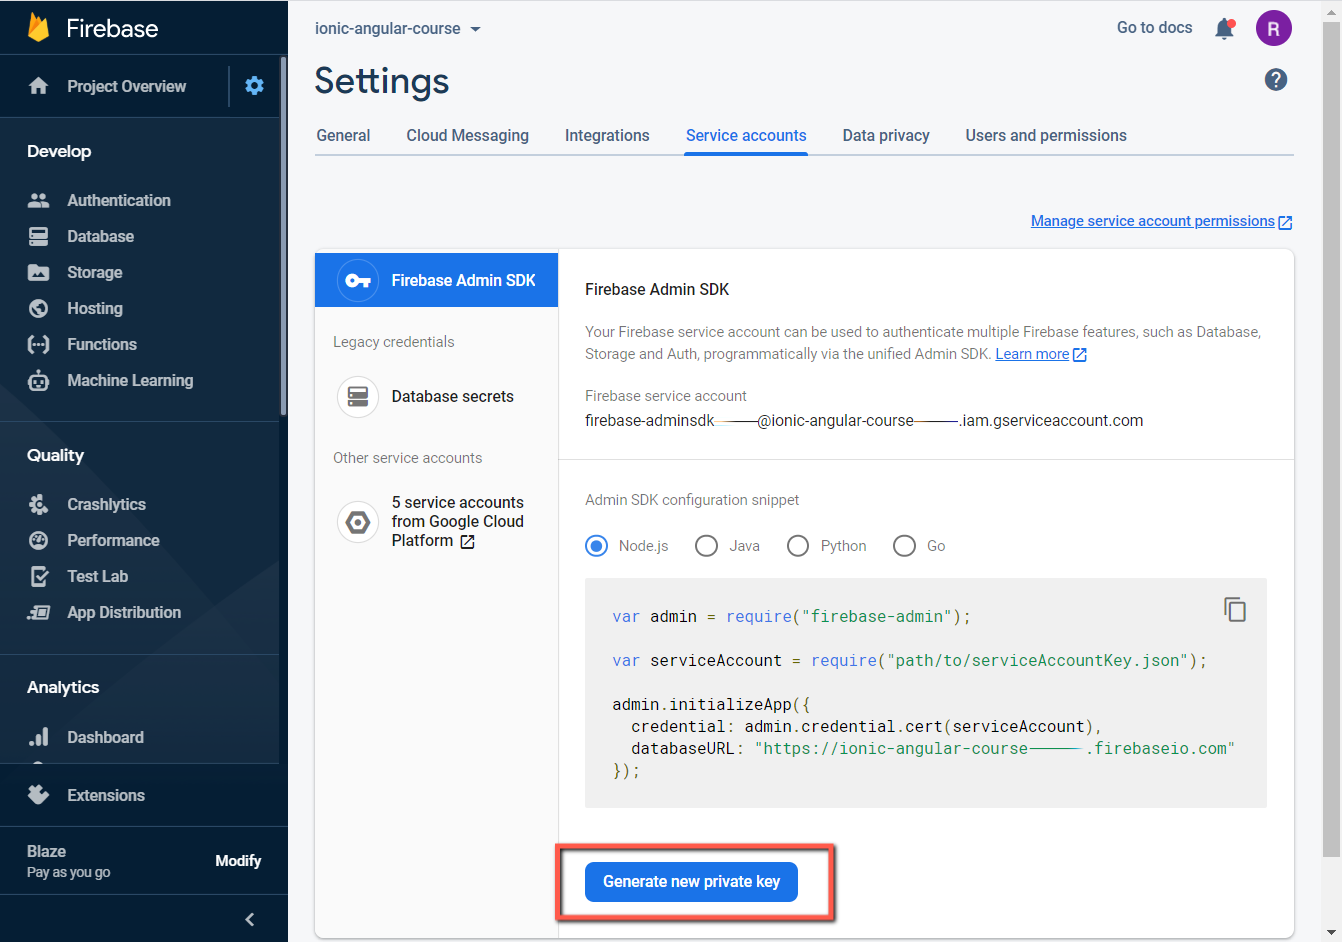 Firebase
Project Overview
Develop
Authentication
Database
Storage
Hosting
Functions
Machine Learning
Quality
Crashlytics
Performance
Test Lab
App Distribution
Analytics
Dashboard
Extensions
Blaze
Pay as you go
Modify
ionic-angular-course
Go to docs
R
Settings
?
General Cloud Messaging Integrations Service accounts Data privacy Users and permissions
Manage service account permissions
Firebase Admin SDK
Legacy credentials
Database secrets
Other service accounts
5 service accounts
from Google Cloud
Platform
Firebase Admin SDK
Your Firebase service account can be used to authenticate multiple Firebase features, such as Database,
Storage and Auth, programmatically via the unified Admin SDK. Learn more
Firebase service account
firebase-adminsdk @ionic-angular-course .iam.gserviceaccount.com
Admin SDK configuration snippet
Node.js Java Python Go
var admin = require("firebase-admin");
var serviceAccount = require("path/to/serviceAccountKey.json");
admin.initializeApp({
  credential: admin.credential.cert(serviceAccount),
  databaseURL: "https://ionic-angular-course .firebaseio.com"
});
Generate new private key